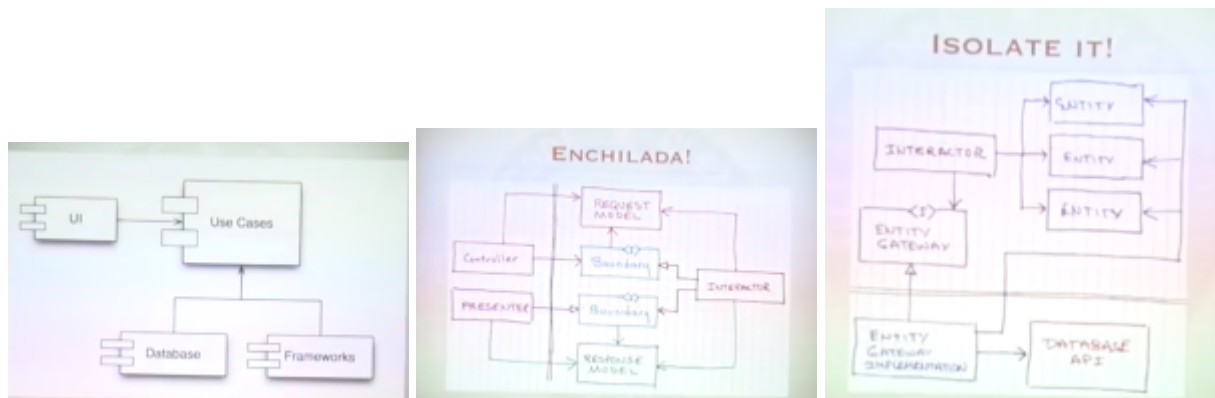 UI
Use Cases
Database
Frameworks
ENCHILADA!
REQUEST
MODEL
Controller
Boundary
INTERACTOR
PRESENTER
Boundary
RESPONSE
MODEL
ISOLATE IT!
ENTITY
INTERACTOR
ENTITY
ENTITY
<I>
ENTITY
GATEWAY
ENTITY
GATEWAY
IMPLEMENTATION
DATABASE
API